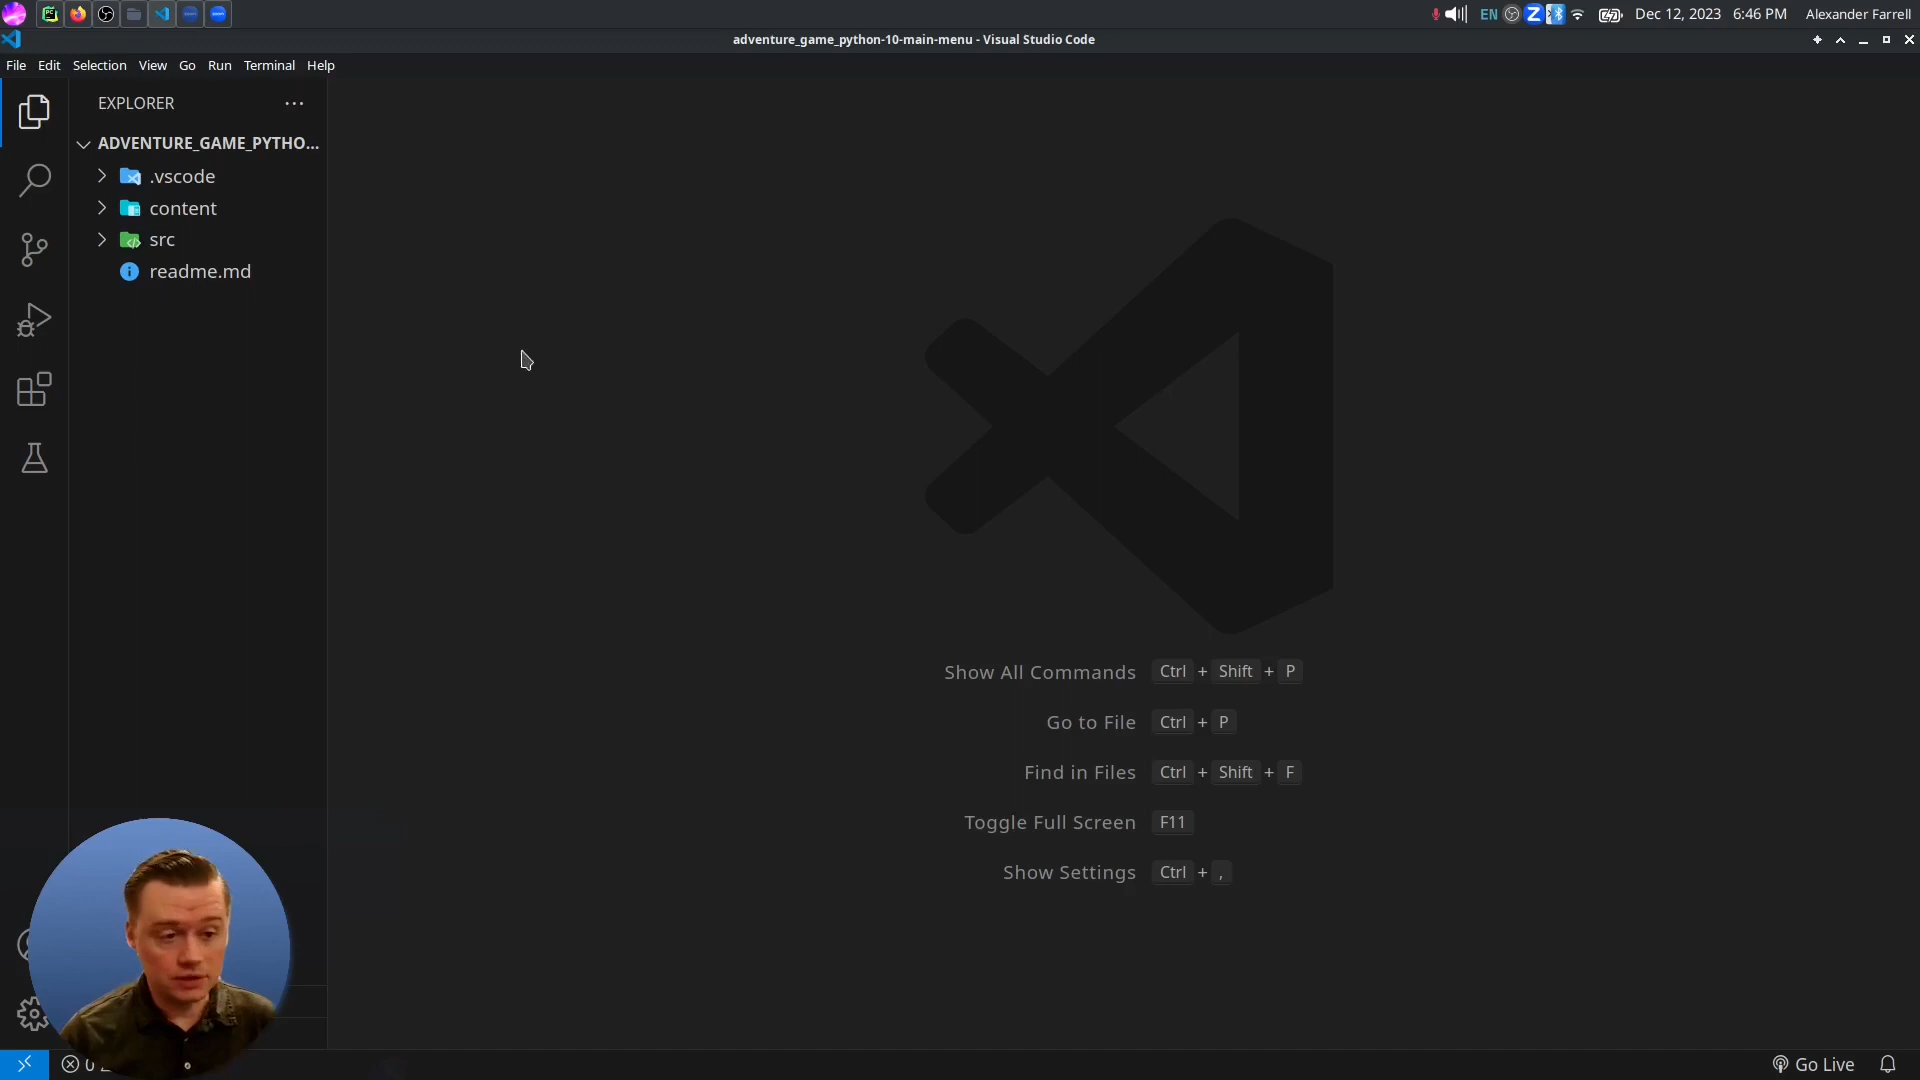 EN
Dec 12, 2023 6:46 PM Alexander Farrell
adventure_game_python-10-main-menu - Visual Studio Code
File Edit Selection View Go Run Terminal Help
EXPLORER
ADVENTURE_GAME_PYTHO...
.vscode
content
src
readme.md
Show All Commands Ctrl + Shift + P
Go to File Ctrl + P
Find in Files Ctrl + Shift + F
Toggle Full Screen F11
Show Settings Ctrl + ,
0
Go Live